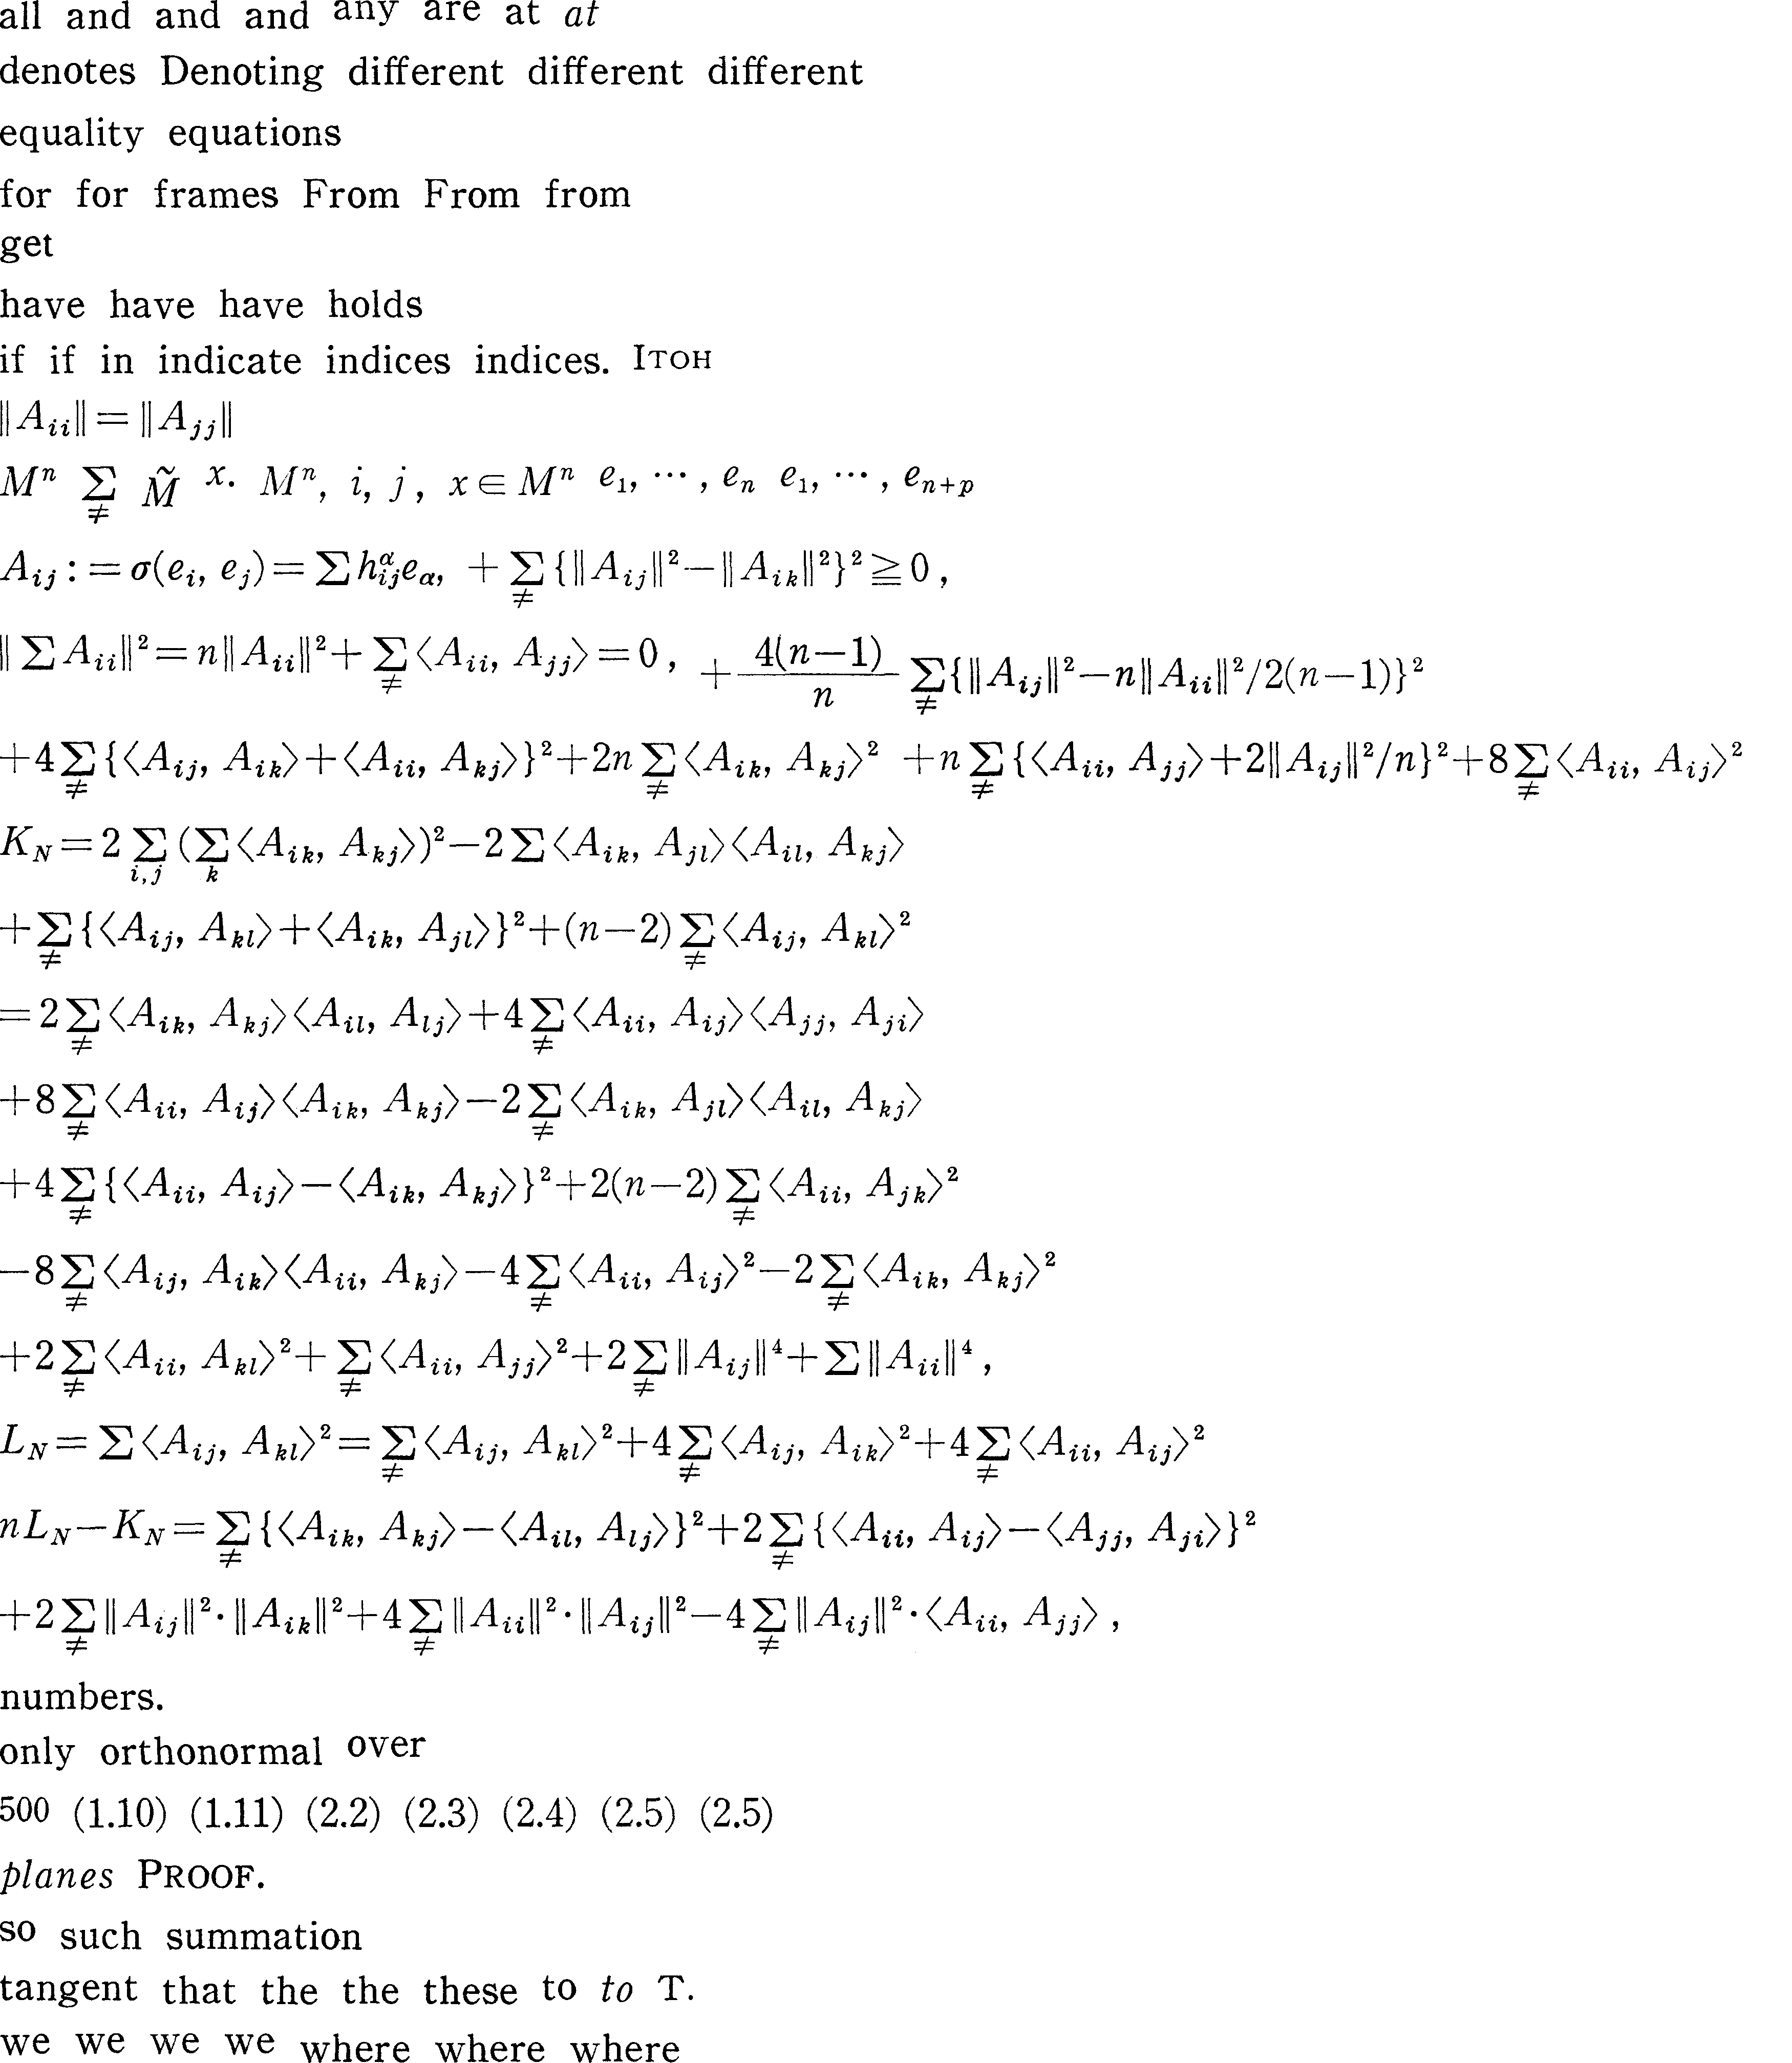 all and and and any are at at
denotes Denoting different different different
equality equations
for for frames From From from
get
have have have holds
if if in indicate indices indices. ITOH
‖A_{ii}‖=‖A_{jj}‖
M^n ∑_{≠} M̃ x. M^n, i, j, x∈M^n e_1, ⋯, e_n e_1, ⋯, e_{n+p}
A_{ij}:=σ(e_i, e_j)=∑h^α_{ij}e_α, +∑_{≠}{‖A_{ij}‖²−‖A_{ik}‖²}²≧0,
‖∑A_{ii}‖²=n‖A_{ii}‖²+∑_{≠}⟨A_{ii}, A_{jj}⟩=0, +\frac{4(n−1)}{n}∑_{≠}{‖A_{ij}‖²−n‖A_{ii}‖²/2(n−1)}²
+4∑_{≠}{⟨A_{ij}, A_{ik}⟩+⟨A_{ii}, A_{kj}⟩}²+2n∑_{≠}⟨A_{ik}, A_{kj}⟩² +n∑_{≠}{⟨A_{ii}, A_{jj}⟩+2‖A_{ij}‖²/n}²+8∑_{≠}⟨A_{ii}, A_{ij}⟩²
K_N=2∑_{i,j}(∑_k⟨A_{ik}, A_{kj}⟩)²−2∑⟨A_{ik}, A_{jl}⟩⟨A_{il}, A_{kj}⟩
+∑_{≠}{⟨A_{ij}, A_{kl}⟩+⟨A_{ik}, A_{jl}⟩}²+(n−2)∑_{≠}⟨A_{ij}, A_{kl}⟩²
=2∑_{≠}⟨A_{ik}, A_{kj}⟩⟨A_{il}, A_{lj}⟩+4∑_{≠}⟨A_{ii}, A_{ij}⟩⟨A_{jj}, A_{ji}⟩
+8∑_{≠}⟨A_{ii}, A_{ij}⟩⟨A_{ik}, A_{kj}⟩−2∑_{≠}⟨A_{ik}, A_{jl}⟩⟨A_{il}, A_{kj}⟩
+4∑_{≠}{⟨A_{ii}, A_{ij}⟩−⟨A_{ik}, A_{kj}⟩}²+2(n−2)∑_{≠}⟨A_{ii}, A_{jk}⟩²
−8∑_{≠}⟨A_{ij}, A_{ik}⟩⟨A_{ii}, A_{kj}⟩−4∑_{≠}⟨A_{ii}, A_{ij}⟩²−2∑_{≠}⟨A_{ik}, A_{kj}⟩²
+2∑_{≠}⟨A_{ii}, A_{kl}⟩²+∑_{≠}⟨A_{ii}, A_{jj}⟩²+2∑_{≠}‖A_{ij}‖⁴+∑‖A_{ii}‖⁴,
L_N=∑⟨A_{ij}, A_{kl}⟩²=∑_{≠}⟨A_{ij}, A_{kl}⟩²+4∑_{≠}⟨A_{ij}, A_{ik}⟩²+4∑_{≠}⟨A_{ii}, A_{ij}⟩²
nL_N−K_N=∑_{≠}{⟨A_{ik}, A_{kj}⟩−⟨A_{il}, A_{lj}⟩}²+2∑_{≠}{⟨A_{ii}, A_{ij}⟩−⟨A_{jj}, A_{ji}⟩}²
+2∑_{≠}‖A_{ij}‖²·‖A_{ik}‖²+4∑_{≠}‖A_{ii}‖²·‖A_{ij}‖²−4∑_{≠}‖A_{ij}‖²·⟨A_{ii}, A_{jj}⟩,
numbers.
only orthonormal over
500 (1.10) (1.11) (2.2) (2.3) (2.4) (2.5) (2.5)
planes PROOF.
so such summation
tangent that the the these to to T.
we we we we where where where